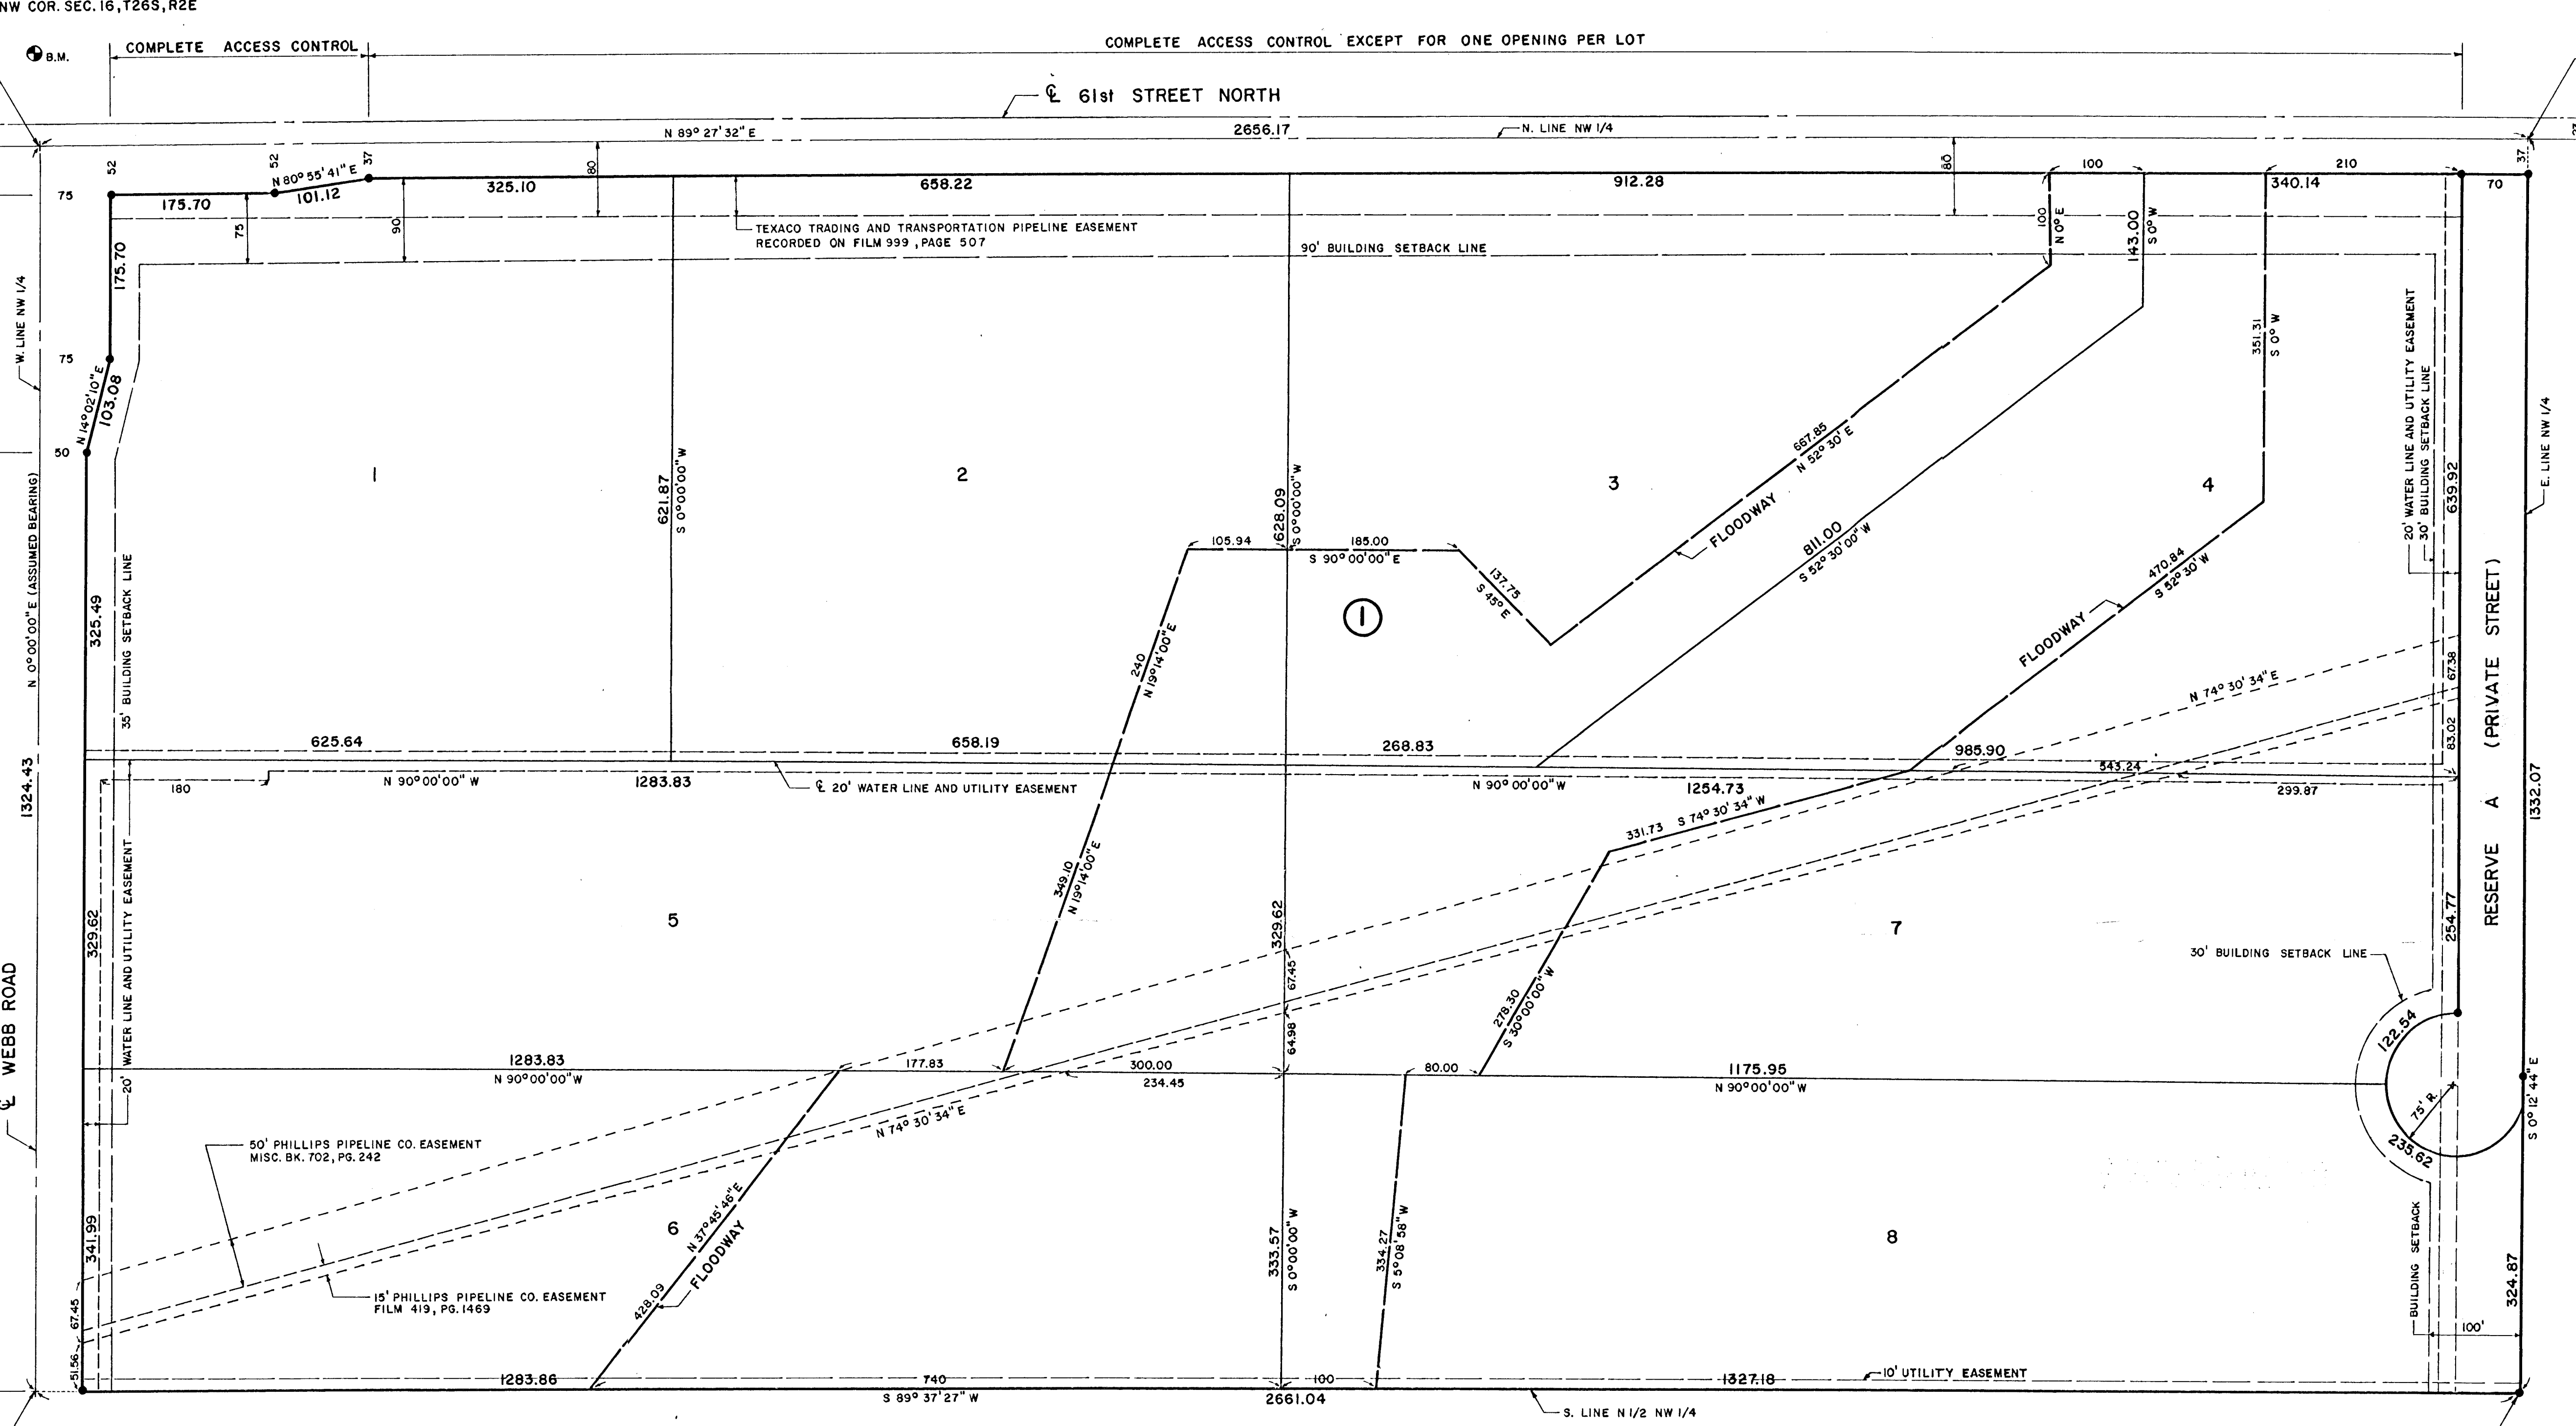 NW COR. SEC. 16, T26S, R2E
B.M.
COMPLETE ACCESS CONTROL
COMPLETE ACCESS CONTROL EXCEPT FOR ONE OPENING PER LOT
℄ 61st STREET NORTH
N 89° 27' 32" E
2656.17
N. LINE NW 1/4
52
52
37
80
80
37
75
N 80° 55' 41" E
101.12
175.70
325.10
658.22
912.28
100
340.14
210
70
75
90
TEXACO TRADING AND TRANSPORTATION PIPELINE EASEMENT
RECORDED ON FILM 999, PAGE 507
90' BUILDING SETBACK LINE
100
N 0° E
143.00
S 0° W
175.70
W. LINE NW 1/4
75
N 14° 02' 10" E
103.08
50
351.31
S 0° W
20' WATER LINE AND UTILITY EASEMENT
30' BUILDING SETBACK LINE
639.92
E. LINE NW 1/4
1
2
3
4
621.87
S 0° 00' 00" W
628.09
S 0° 00' 00" W
667.85
N 52° 30' E
FLOODWAY
811.00
S 52° 30' 00" W
470.84
S 52° 30' W
FLOODWAY
105.94
185.00
S 90° 00' 00" E
137.75
S 45° E
1
N 0° 00' 00" E (ASSUMED BEARING)
325.49
35' BUILDING SETBACK LINE
240
N 19° 14' 00" E
N 74° 30' 34" E
67.38
83.02
RESERVE A (PRIVATE STREET)
625.64
658.19
268.83
985.90
543.24
299.87
180
N 90° 00' 00" W
1283.83
℄ 20' WATER LINE AND UTILITY EASEMENT
N 90° 00' 00" W
1254.73
1324.43
1332.07
331.73
S 74° 30' 34" W
349.10
N 19° 14' 00" E
5
7
329.62
20' WATER LINE AND UTILITY EASEMENT
329.62
67.45
64.98
254.77
30' BUILDING SETBACK LINE
278.30
S 30° 00' 00" W
℄ WEBB ROAD
122.54
75' R.
235.62
S 0° 12' 44" E
1283.83
N 90° 00' 00" W
177.83
300.00
234.45
80.00
1175.95
N 90° 00' 00" W
N 74° 30' 34" E
50' PHILLIPS PIPELINE CO. EASEMENT
MISC. BK. 702, PG. 242
341.99
6
N 37° 45' 46" E
FLOODWAY
428.09
333.57
S 0° 00' 00" W
334.27
S 5° 08' 58" W
8
BUILDING SETBACK
324.87
15' PHILLIPS PIPELINE CO. EASEMENT
FILM 419, PG. 1469
67.45
51.56
100'
1283.86
740
100
1327.18
10' UTILITY EASEMENT
S 89° 37' 27" W
2661.04
S. LINE N 1/2 NW 1/4